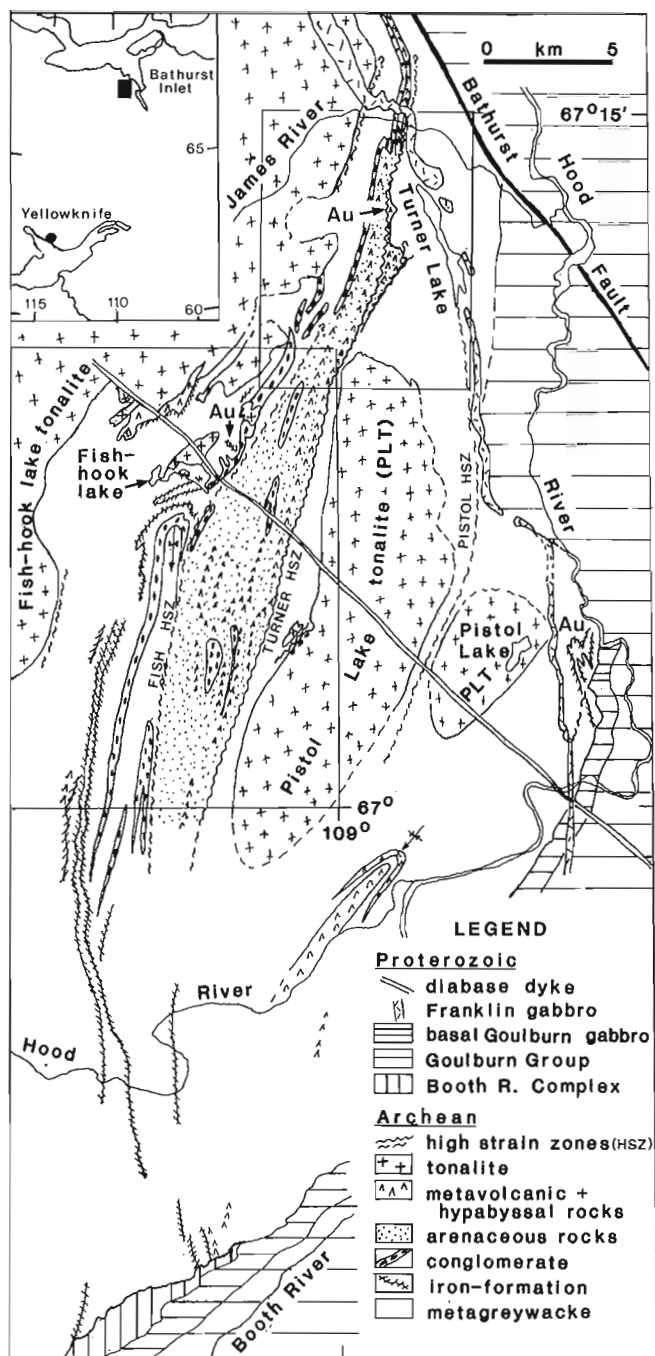 115
110
Bathurst
Inlet
65
Yellowknife
60
115
110
0 km 5
67°15'
Bathurst
Fault
Hood
River
James River
Au
Turner Lake
Fish-hook lake tonalite
Au
Fish-
hook
lake
tonalite - (PLT)
PISTOL HSZ
TURNER HSZ
FISH HSZ
Pistol
Lake
Pistol
Lake
PLT
Au
67°
109°
River
Hood
Booth River
LEGEND
Proterozoic
diabase dyke
Franklin gabbro
basal Goulburn gabbro
Goulburn Group
Booth R. Complex
Archean
high strain zones (HSZ)
tonalite
metavolcanic +
hypabyssal rocks
arenaceous rocks
conglomerate
iron-formation
metagreywacke